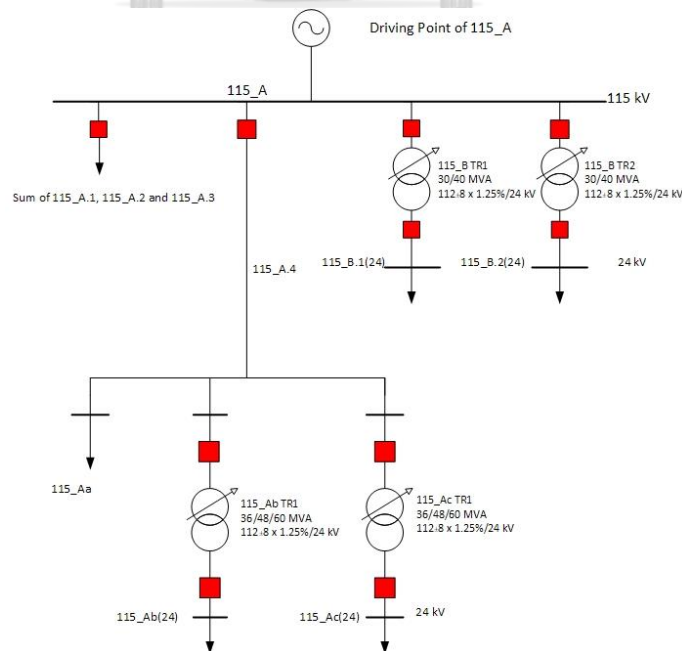 Driving Point of 115_A
115_A
115 kV
Sum of 115_A.1, 115_A.2 and 115_A.3
115_B TR1
30/40 MVA
112±8 x 1.25%/24 kV
115_B TR2
30/40 MVA
112±8 x 1.25%/24 kV
115_A.4
115_B.1(24)
115_B.2(24)
24 kV
115_Aa
115_Ab TR1
36/48/60 MVA
112±8 x 1.25%/24 kV
115_Ac TR1
36/48/60 MVA
112±8 x 1.25%/24 kV
115_Ab(24)
115_Ac(24)
24 kV